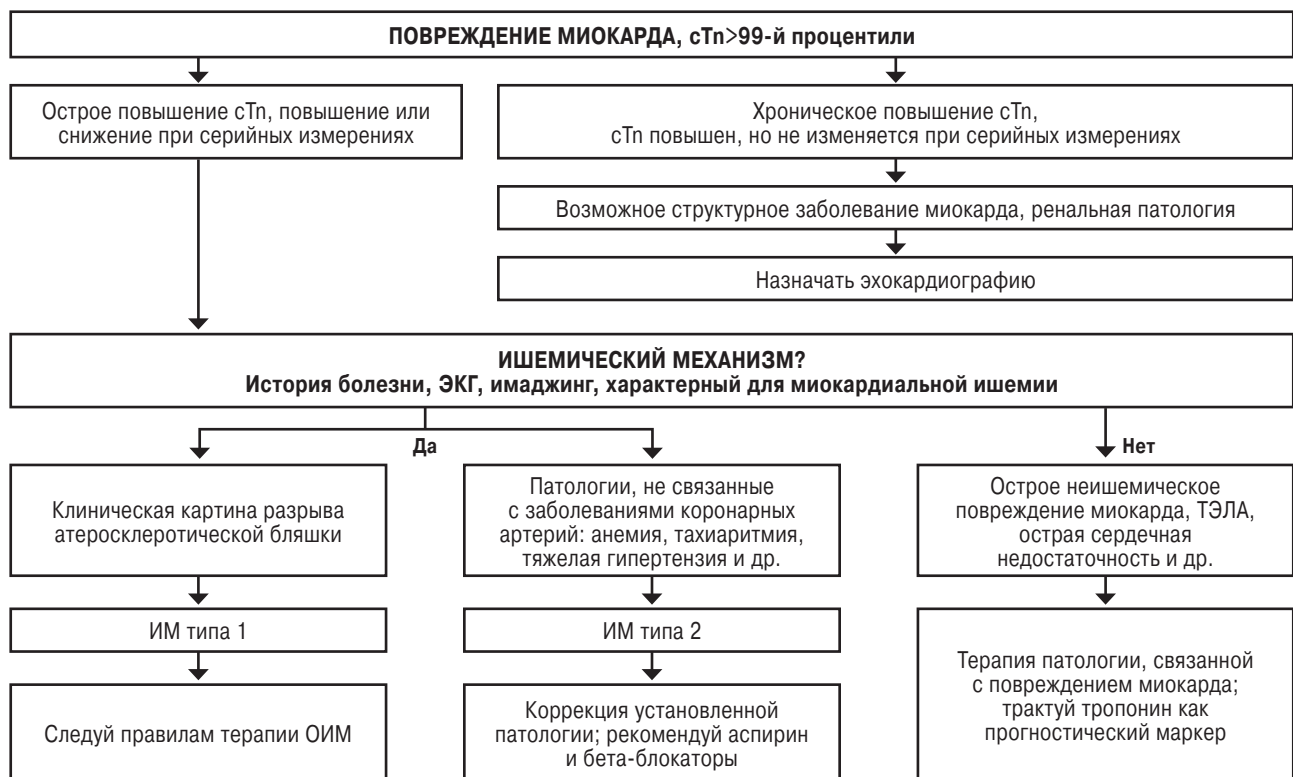 ПОВРЕЖДЕНИЕ МИОКАРДА, cTn>99-й процентили
Острое повышение cTn, повышение или
снижение при серийных измерениях
Хроническое повышение cTn,
cTn повышен, но не изменяется при серийных измерениях
Возможное структурное заболевание миокарда, ренальная патология
Назначать эхокардиографию
ИШЕМИЧЕСКИЙ МЕХАНИЗМ?
История болезни, ЭКГ, имаджинг, характерный для миокардиальной ишемии
Да
Нет
Клиническая картина разрыва
атеросклеротической бляшки
Патологии, не связанные
с заболеваниями коронарных
артерий: анемия, тахиаритмия,
тяжелая гипертензия и др.
Острое неишемическое
повреждение миокарда, ТЭЛА,
острая сердечная
недостаточность и др.
ИМ типа 1
ИМ типа 2
Следуй правилам терапии ОИМ
Коррекция установленной
патологии; рекомендуй аспирин
и бета-блокаторы
Терапия патологии, связанной
с повреждением миокарда;
трактуй тропонин как
прогностический маркер